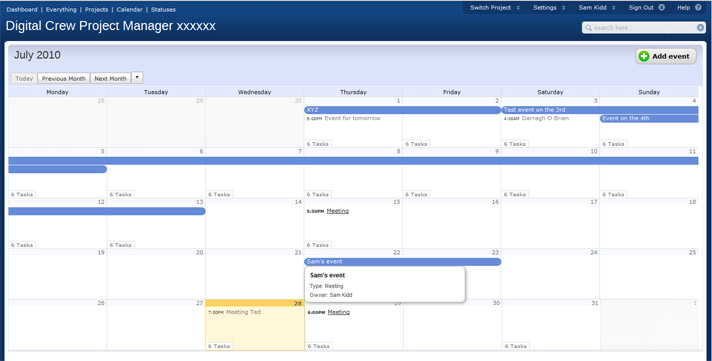 Dashboard | Everything | Projects | Calendar | Statuses
Switch Project Settings Sam Kidd Sign Out Help
Digital Crew Project Manager xxxxxx
search here
July 2010
Add event
Today Previous Month Next Month
Monday Tuesday Wednesday Thursday Friday Saturday Sunday
28 29 30 1 2 3 4
XYZ Test event on the 3rd
5:00PM Event for tomorrow 4:00AM Darragh O Brien Event on the 4th
6 Tasks 6 Tasks 6 Tasks 6 Tasks
5 6 7 8 9 10 11
6 Tasks 6 Tasks 6 Tasks 6 Tasks 6 Tasks 6 Tasks 6 Tasks
12 13 14 15 16 17 18
5:30PM Meeting
6 Tasks 6 Tasks 6 Tasks
19 20 21 22 23 24 25
Sam's event
Sam's event
Type: Meeting
Owner: Sam Kidd
26 27 28 29 30 31 1
7:00PM Meeting Ted 6:00PM Meeting
6 Tasks 6 Tasks 6 Tasks 6 Tasks